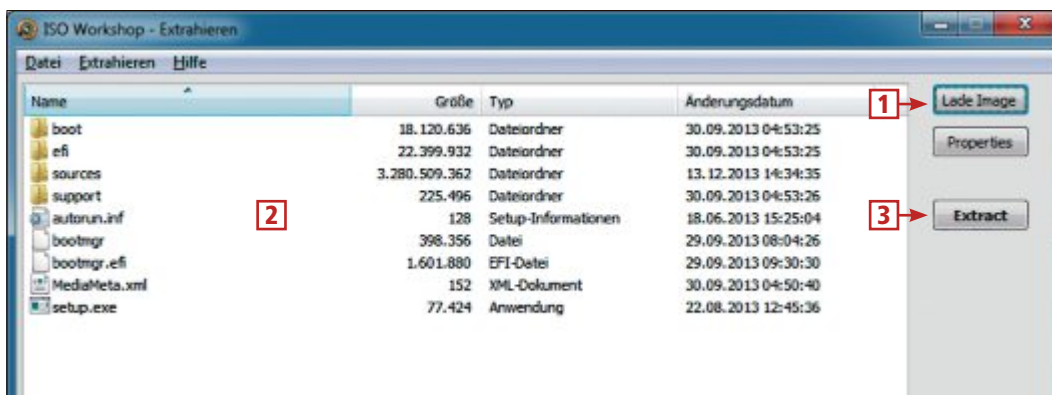 ISO Workshop - Extrahieren
Datei Extrahieren Hilfe
Name Größe Typ Änderungsdatum
boot 18.120.636 Dateiordner 30.09.2013 04:53:25
efi 22.399.932 Dateiordner 30.09.2013 04:53:25
sources 3.280.509.362 Dateiordner 13.12.2013 14:34:35
support 225.496 Dateiordner 30.09.2013 04:53:26
autorun.inf 128 Setup-Informationen 18.06.2013 15:25:04
bootmgr 398.356 Datei 29.09.2013 08:04:26
bootmgr.efi 1.601.880 EFI-Datei 29.09.2013 09:30:30
MediaMeta.xml 152 XML-Dokument 30.09.2013 04:50:40
setup.exe 77.424 Anwendung 22.08.2013 12:45:36
2
1 Lade Image
Properties
3 Extract